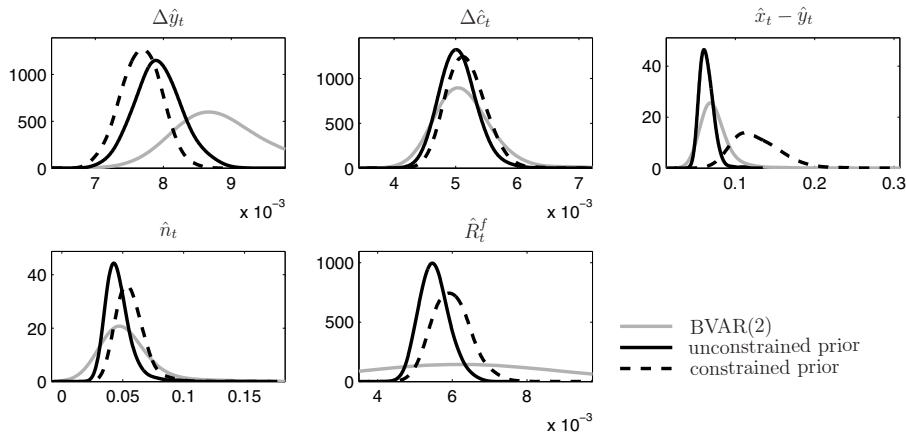 Δŷ_t
1000
500
0
7 8 9
x 10^-3
Δĉ_t
1000
500
0
4 5 6 7
x 10^-3
x̂_t − ŷ_t
40
20
0
0.1 0.2 0.3
n̂_t
40
20
0
0 0.05 0.1 0.15
R̂_t^f
1000
500
0
4 6 8
x 10^-3
BVAR(2)
unconstrained prior
constrained prior